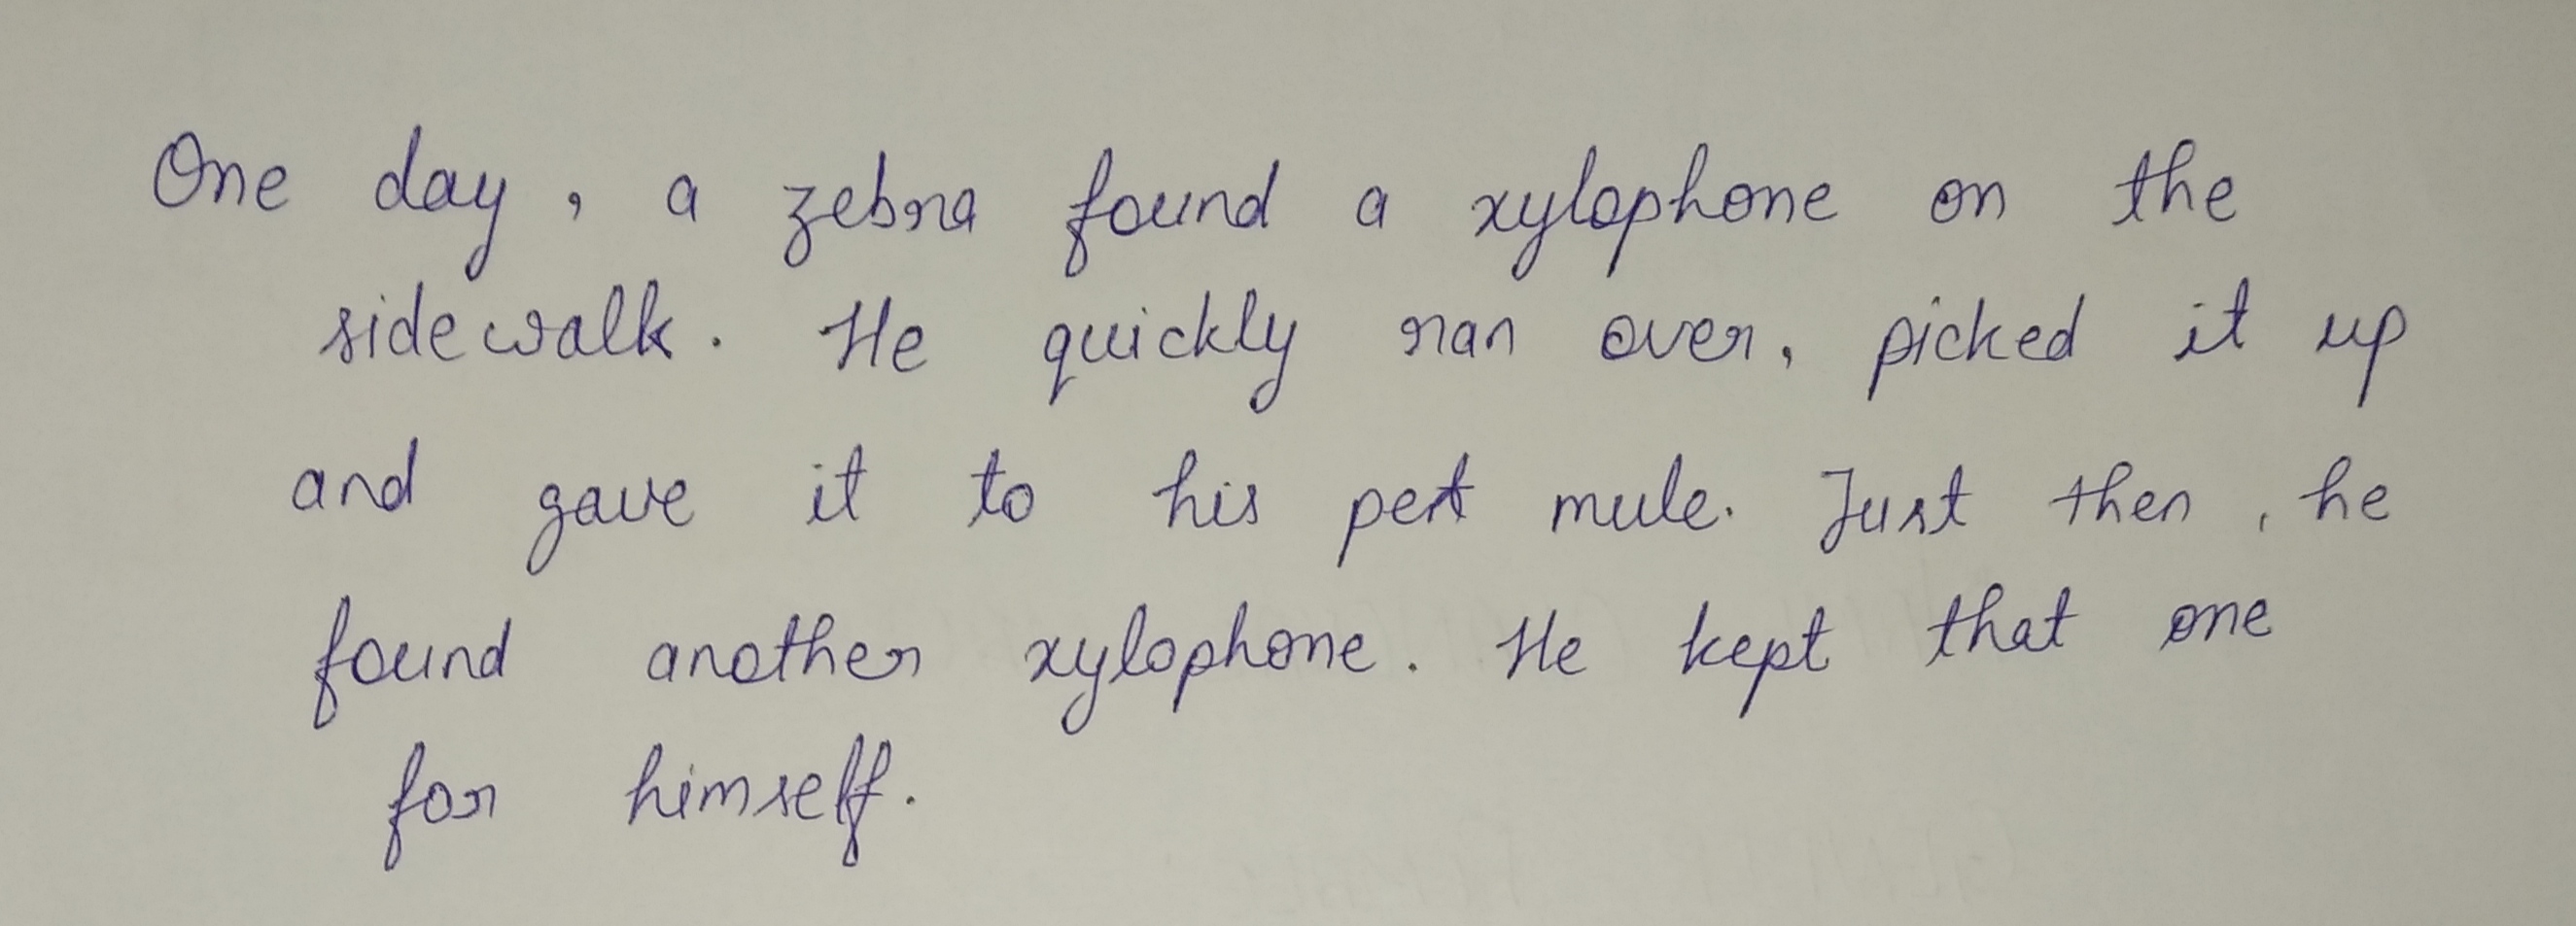 One day, a zebra found a xylophone on the
sidewalk. He quickly ran over, picked it up
and gave it to his pet mule. Just then, he
found another xylophone. He kept that one
for himself.